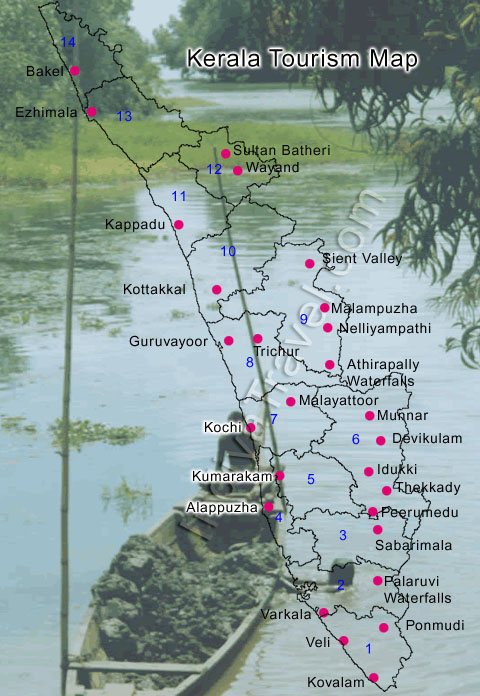 Kerala Tourism Map
14
Bakel
Ezhimala
13
Sultan Batheri
12
Wayand
11
Kappadu
10
Sient Valley
Kottakkal
Malampuzha
9
Nelliyampathi
Guruvayoor
Trichur
8
Athirapally
Waterfalls
Malayattoor
7
Munnar
Kochi
6
Devikulam
Idukki
Kumarakam
5
Thekkady
Alappuzha
4
Peerumedu
3
Sabarimala
2
Palaruvi
Waterfalls
Varkala
Ponmudi
Veli
1
Kovalam